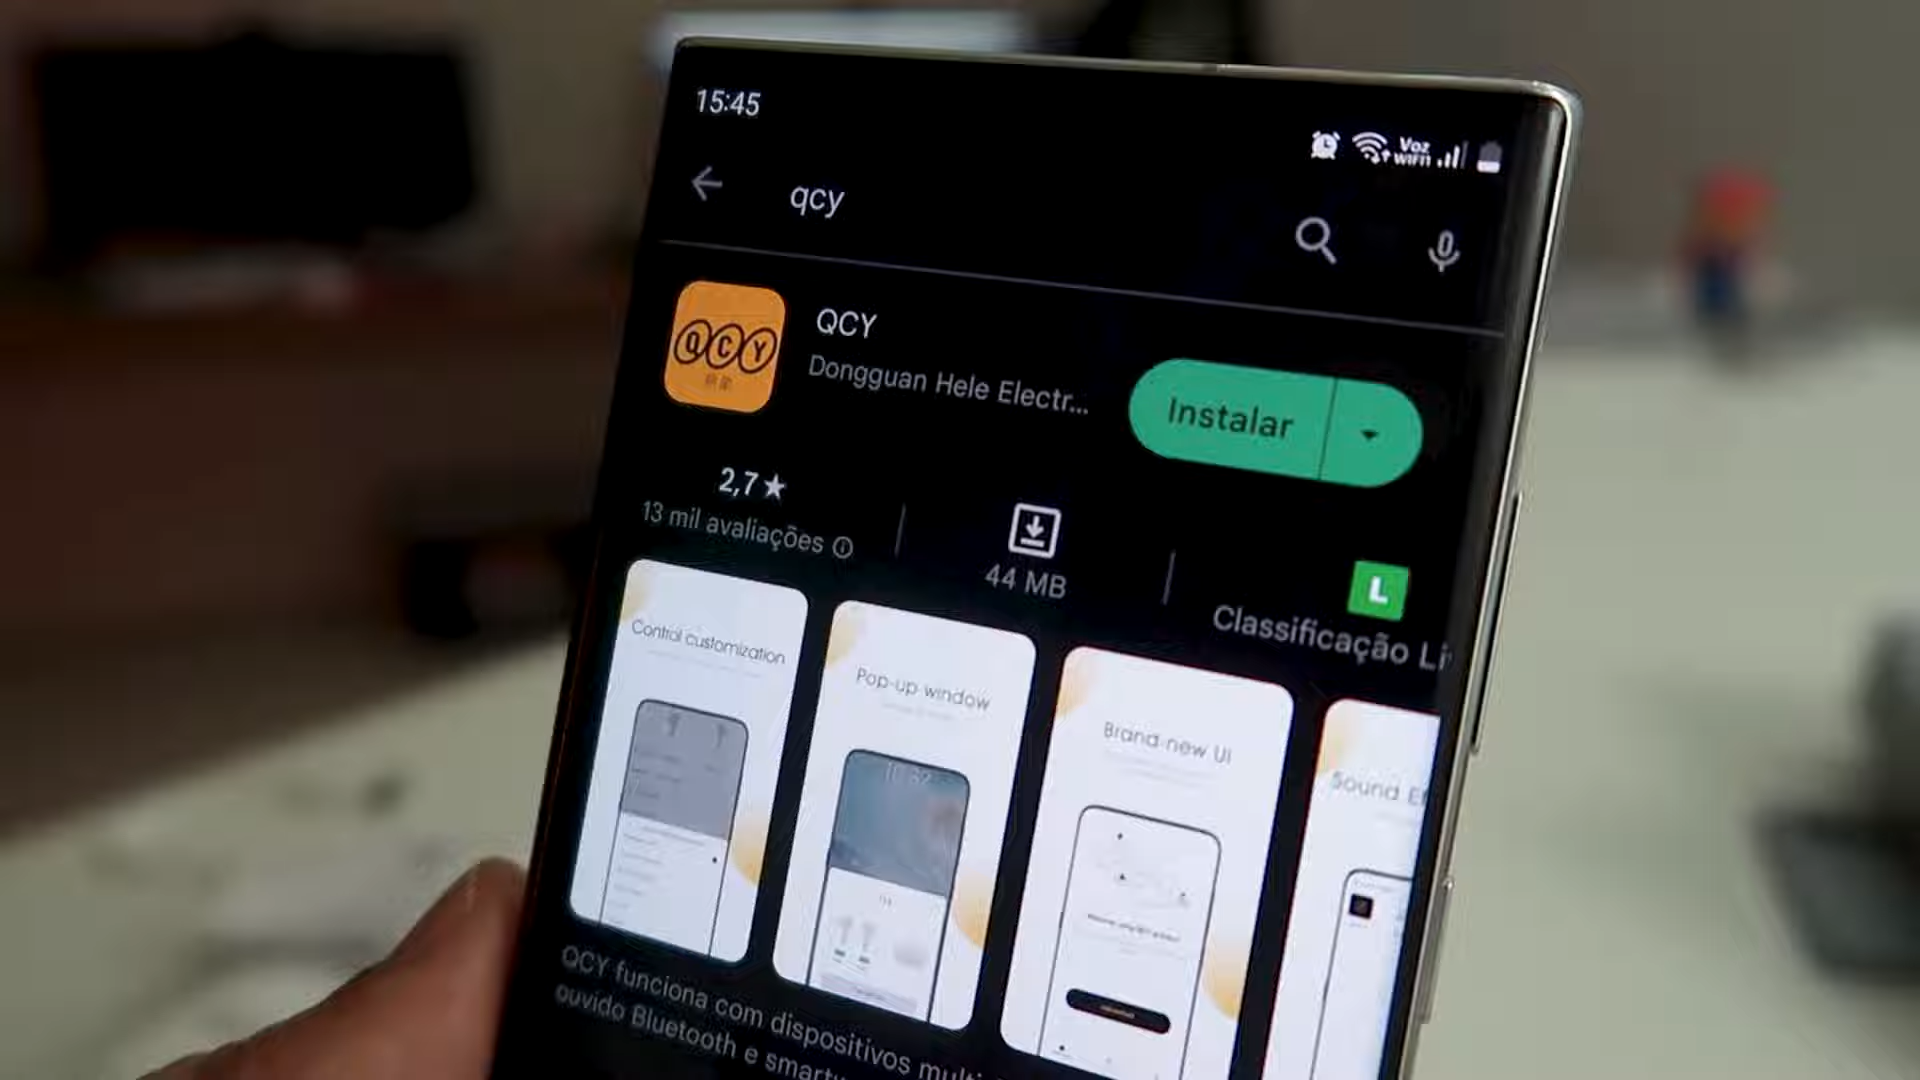 15:45
Voz
WiFi
qcy
QCY
QCY
Dongguan Hele Electr...
Instalar
2,7★
13 mil avaliações
44 MB
L
Classificação Li
Control customization
Pop-up window
Brand-new UI
Sound Ef
QCY funciona com dispositivos multi
ouvido Bluetooth e smart